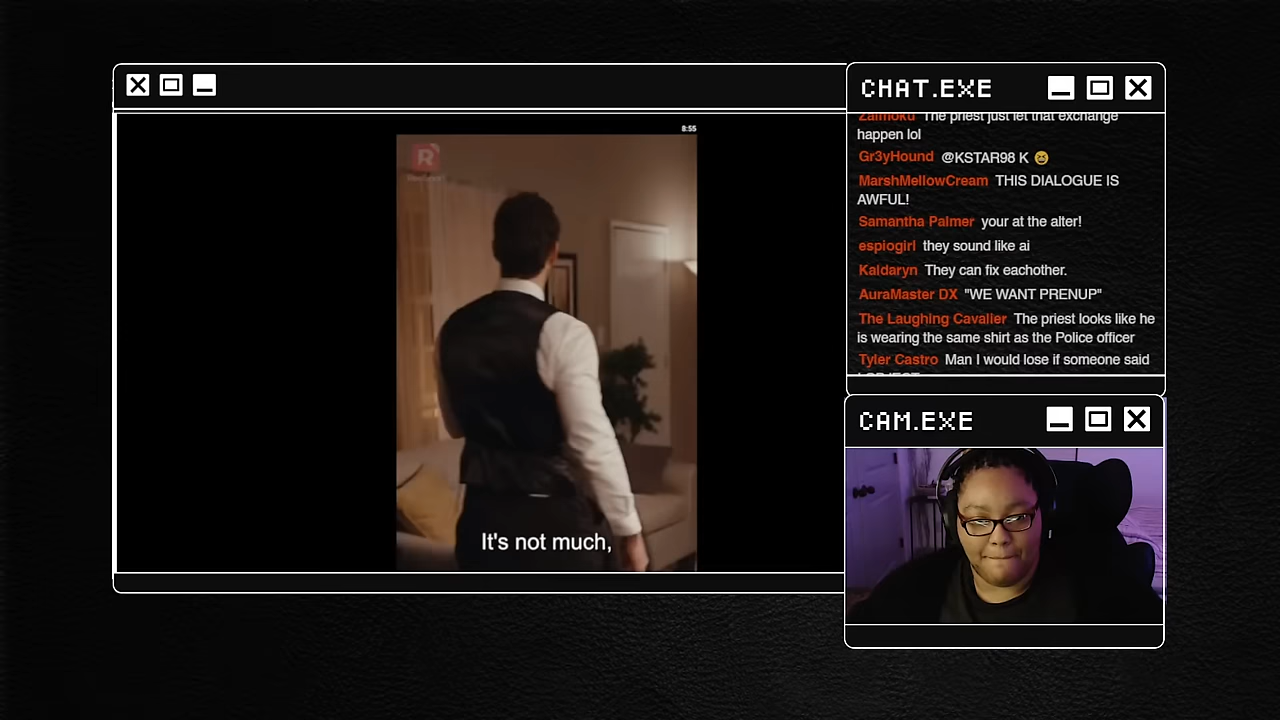 8:55
R
It's not much,
CHAT.EXE
Zaimoku The priest just let that exchange
happen lol
Gr3yHound @KSTAR98 K 😆
MarshMellowCream THIS DIALOGUE IS
AWFUL!
Samantha Palmer your at the alter!
espiogirl they sound like ai
Kaldaryn They can fix eachother.
AuraMaster DX "WE WANT PRENUP"
The Laughing Cavalier The priest looks like he
is wearing the same shirt as the Police officer
Tyler Castro Man I would lose if someone said
CAM.EXE